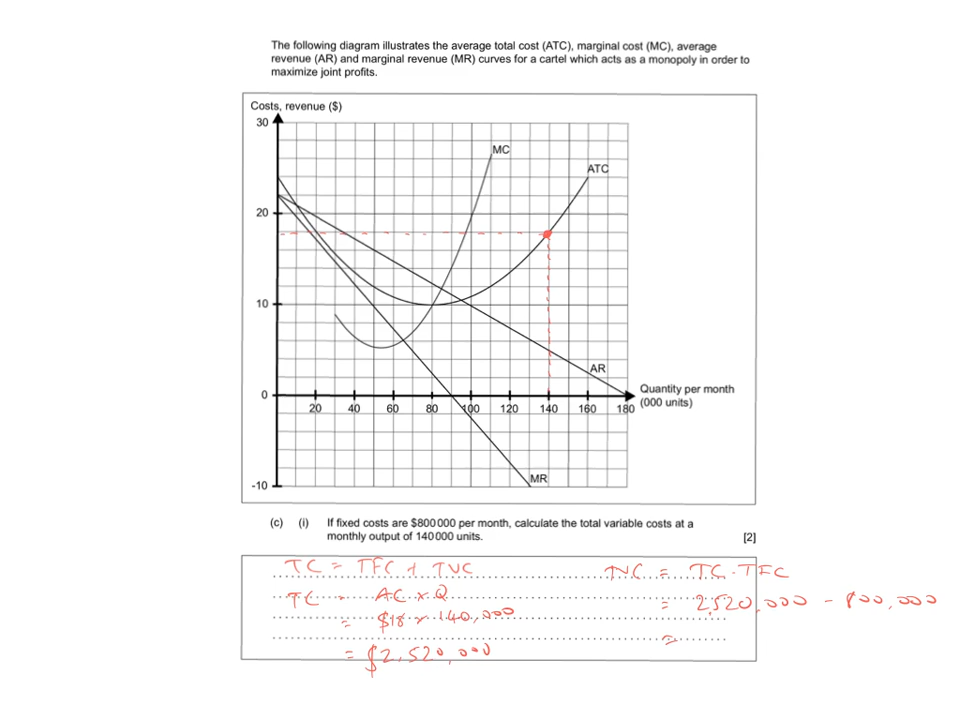 The following diagram illustrates the average total cost (ATC), marginal cost (MC), average
revenue (AR) and marginal revenue (MR) curves for a cartel which acts as a monopoly in order to
maximize joint profits.
Costs, revenue ($)
30
MC
ATC
20
10
AR
0
Quantity per month
(000 units)
20 40 60 80 100 120 140 160 180
MR
-10
(c) (i) If fixed costs are $800 000 per month, calculate the total variable costs at a
monthly output of 140 000 units. [2]
TC = TFC + TVC
TC = AC x Q
= $18 x 140,000
= $2,520,000
TVC = TC - TFC
= 2,520,000 - 800,000
=